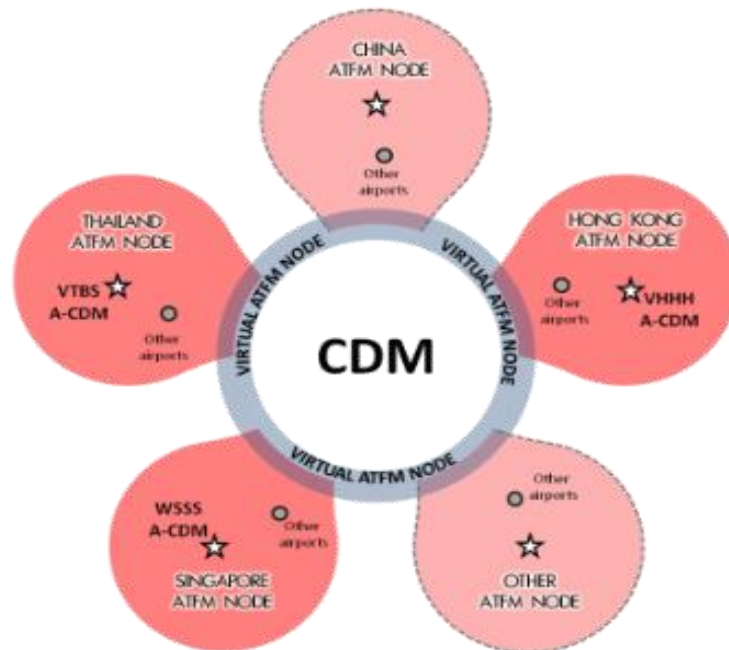 CHINA
ATFM NODE
Other
airports
THAILAND
ATFM NODE
VTBS
A-CDM
Other
airports
HONG KONG
ATFM NODE
Other
airports
VHHH
A-CDM
VIRTUAL ATFM NODE
VIRTUAL ATFM NODE
CDM
VIRTUAL ATFM NODE
WSSS
A-CDM
Other
airports
SINGAPORE
ATFM NODE
Other
airports
OTHER
ATFM NODE